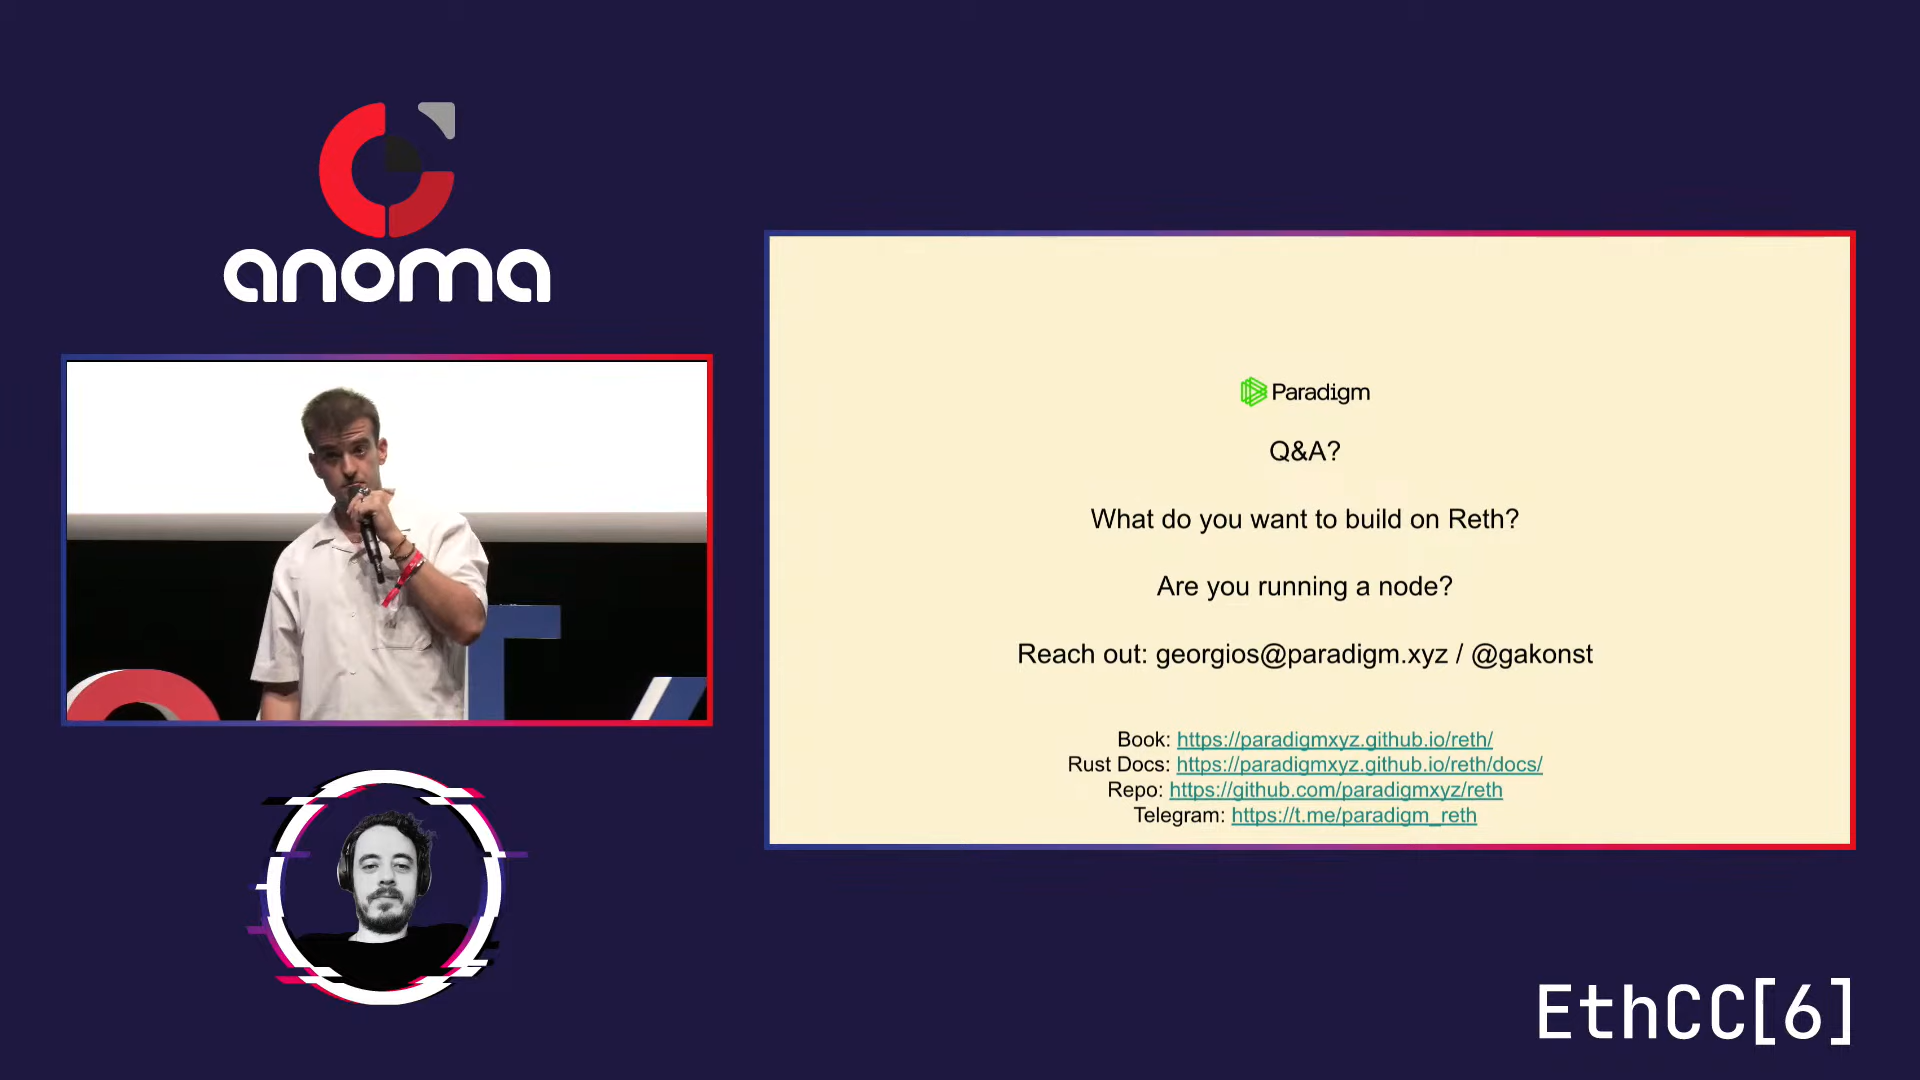 anoma
Paradigm
Q&A?
What do you want to build on Reth?
Are you running a node?
Reach out: georgios@paradigm.xyz / @gakonst
Book: https://paradigmxyz.github.io/reth/
Rust Docs: https://paradigmxyz.github.io/reth/docs/
Repo: https://github.com/paradigmxyz/reth
Telegram: https://t.me/paradigm_reth
EthCC[6]